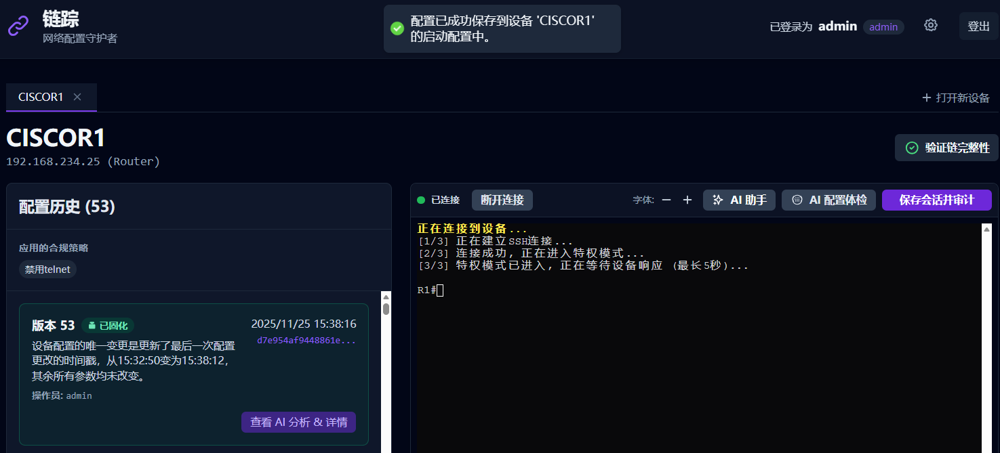 链踪
网络配置守护者
配置已成功保存到设备 'CISCOR1'
的启动配置中。
已登录为 admin admin
登出
CISCOR1
打开新设备
CISCOR1
192.168.234.25 (Router)
验证链完整性
配置历史 (53)
应用的合规策略
禁用telnet
版本 53 已固化
2025/11/25 15:38:16
d7e954af9448861e...
设备配置的唯一变更是更新了最后一次配置
更改的时间戳，从15:32:50变为15:38:12，
其余所有参数均未改变。
操作员: admin
查看 AI 分析 & 详情
已连接
断开连接
字体:
AI 助手
AI 配置体检
保存会话并审计
正在连接到设备...
[1/3] 正在建立SSH连接...
[2/3] 连接成功, 正在进入特权模式...
[3/3] 特权模式已进入, 正在等待设备响应 (最长5秒)...
R1#